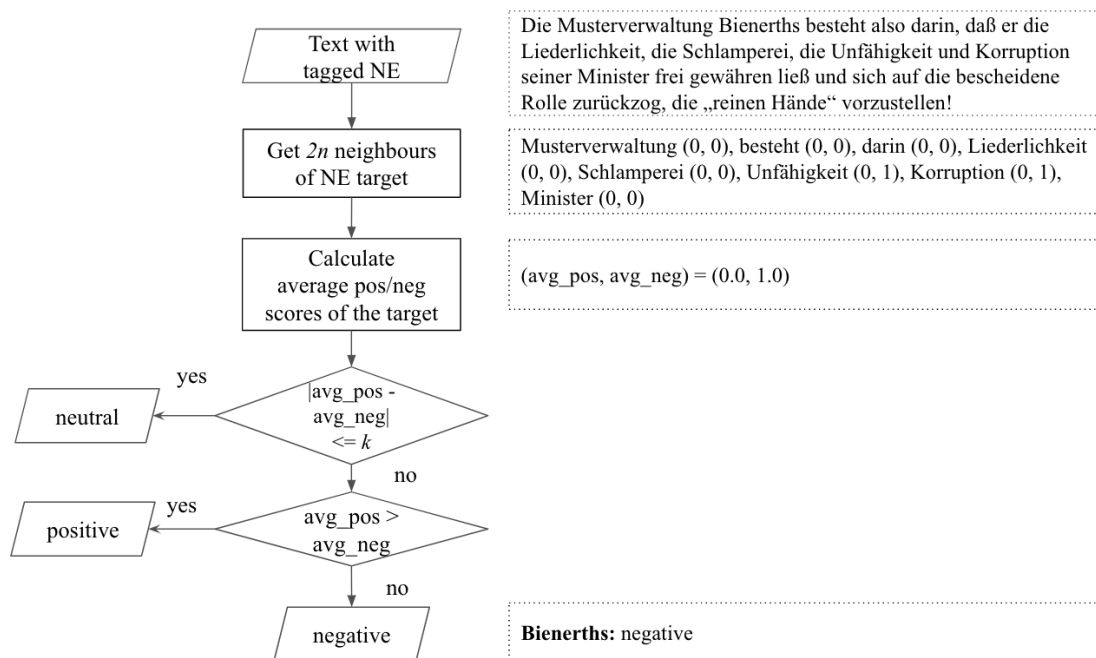 Text with
tagged NE
Die Musterverwaltung Bienerths besteht also darin, daß er die
Liederlichkeit, die Schlamperei, die Unfähigkeit und Korruption
seiner Minister frei gewähren ließ und sich auf die bescheidene
Rolle zurückzog, die „reinen Hände“ vorzustellen!
Get 2n neighbours
of NE target
Musterverwaltung (0, 0), besteht (0, 0), darin (0, 0), Liederlichkeit
(0, 0), Schlamperei (0, 0), Unfähigkeit (0, 1), Korruption (0, 1),
Minister (0, 0)
Calculate
average pos/neg
scores of the target
(avg_pos, avg_neg) = (0.0, 1.0)
|avg_pos -
avg_neg|
<= k
yes
neutral
no
avg_pos >
avg_neg
yes
positive
no
negative
Bienerths: negative